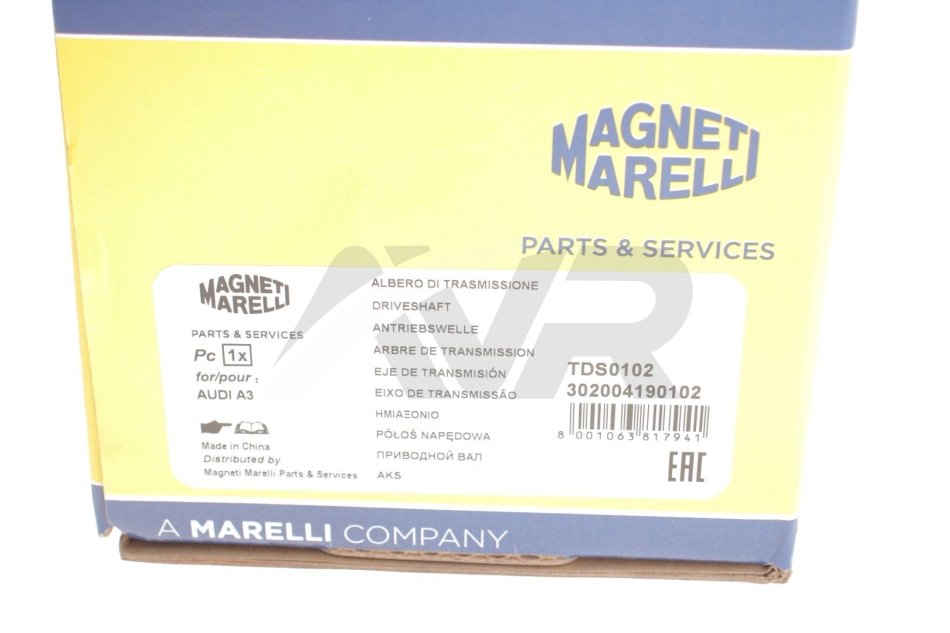 MAGNETI
MARELLI
PARTS & SERVICES
MAGNETI
MARELLI
PARTS & SERVICES
Pc 1x
for/pour :
AUDI A3
Made in China
Distributed by
Magneti Marelli Parts & Services
ALBERO DI TRASMISSIONE
DRIVESHAFT
ANTRIEBSWELLE
ARBRE DE TRANSMISSION
EJE DE TRANSMISIÓN
EIXO DE TRANSMISSÃO
ΗΜΙΑΞΟΝΙΟ
PÓŁOŚ NAPĘDOWA
ПРИВОДНОЙ ВАЛ
AKS
TDS0102
302004190102
8 001063 817941
EAC
AVR
A MARELLI COMPANY